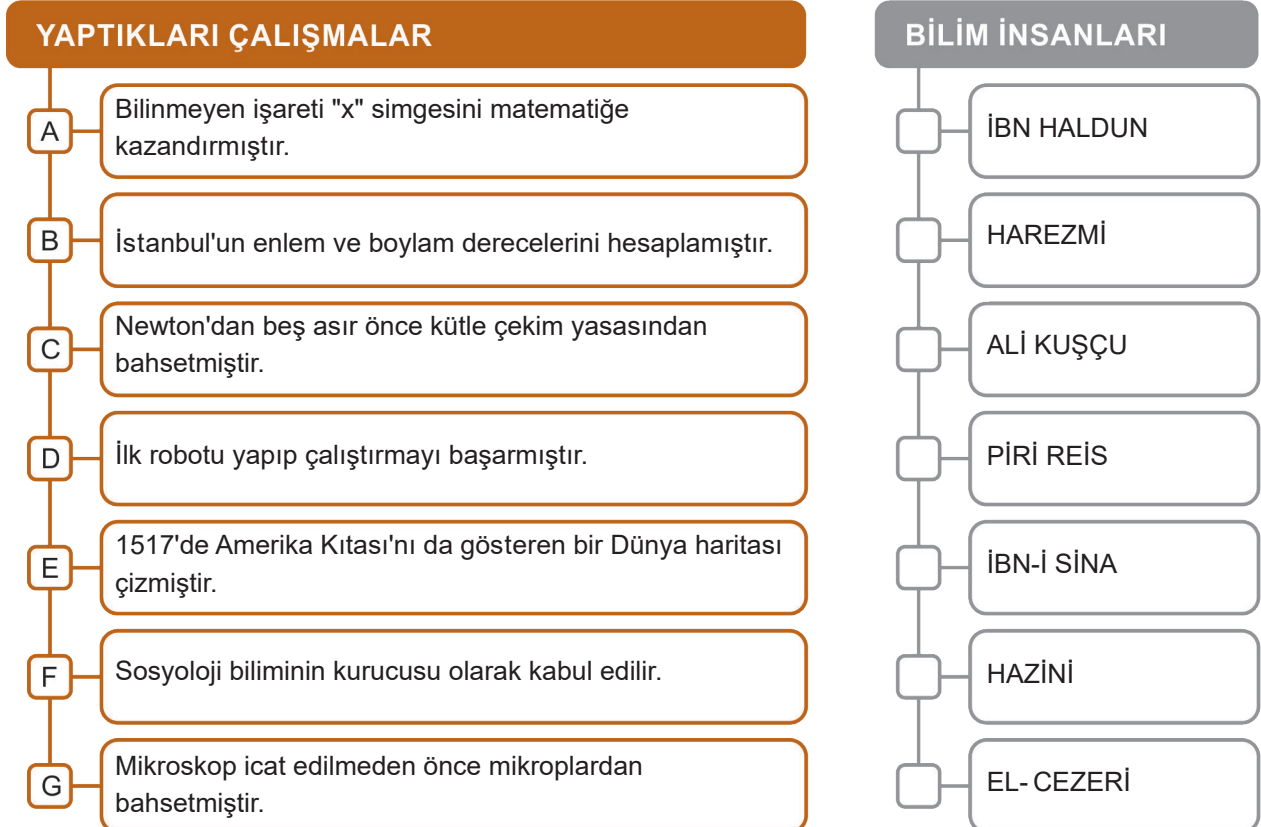 YAPTIKLARI ÇALIŞMALAR
A
Bilinmeyen işareti "x" simgesini matematiğe
kazandırmıştır.
B
İstanbul'un enlem ve boylam derecelerini hesaplamıştır.
C
Newton'dan beş asır önce kütle çekim yasasından
bahsetmiştir.
D
İlk robotu yapıp çalıştırmayı başarmıştır.
E
1517'de Amerika Kıtası'nı da gösteren bir Dünya haritası
çizmiştir.
F
Sosyoloji biliminin kurucusu olarak kabul edilir.
G
Mikroskop icat edilmeden önce mikroplardan
bahsetmiştir.
BİLİM İNSANLARI
İBN HALDUN
HAREZMİ
ALİ KUŞÇU
PİRİ REİS
İBN-İ SİNA
HAZİNİ
EL- CEZERİ